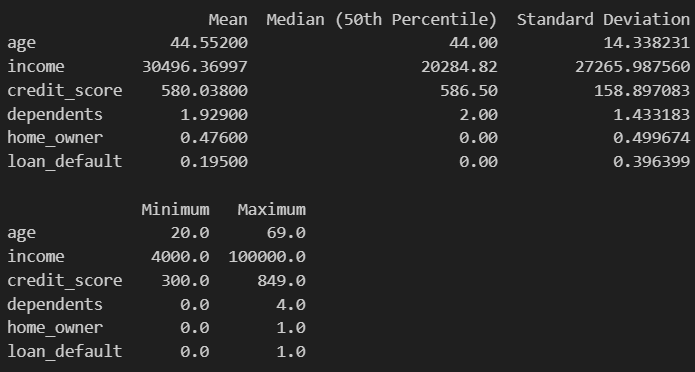 Mean Median (50th Percentile) Standard Deviation
age 44.55200 44.00 14.338231
income 30496.36997 20284.82 27265.987560
credit_score 580.03800 586.50 158.897083
dependents 1.92900 2.00 1.433183
home_owner 0.47600 0.00 0.499674
loan_default 0.19500 0.00 0.396399
Minimum Maximum
age 20.0 69.0
income 4000.0 100000.0
credit_score 300.0 849.0
dependents 0.0 4.0
home_owner 0.0 1.0
loan_default 0.0 1.0